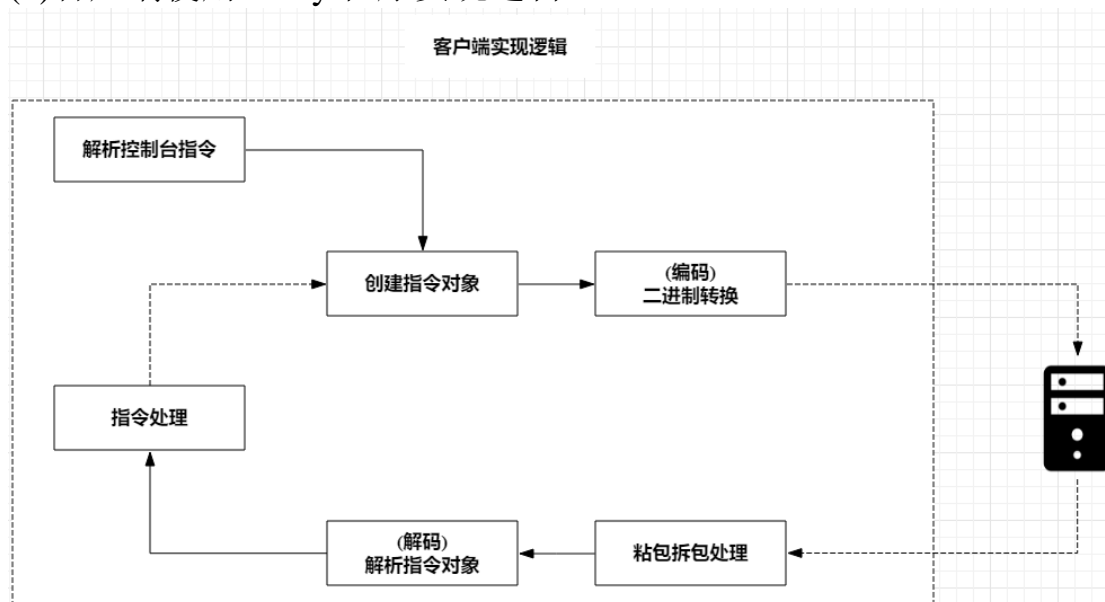 客户端实现逻辑
解析控制台指令
创建指令对象
(编码)
二进制转换
指令处理
(解码)
解析指令对象
粘包拆包处理